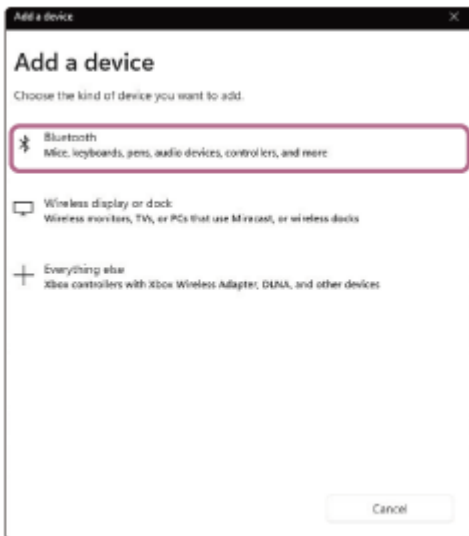 Add a device
Add a device
Choose the kind of device you want to add.
Bluetooth
Mice, keyboards, pens, audio devices, controllers, and more
Wireless display or dock
Wireless monitors, TVs, or PCs that use Miracast, or wireless docks
Everything else
Xbox controllers with Xbox Wireless Adapter, DLNA, and other devices
Cancel